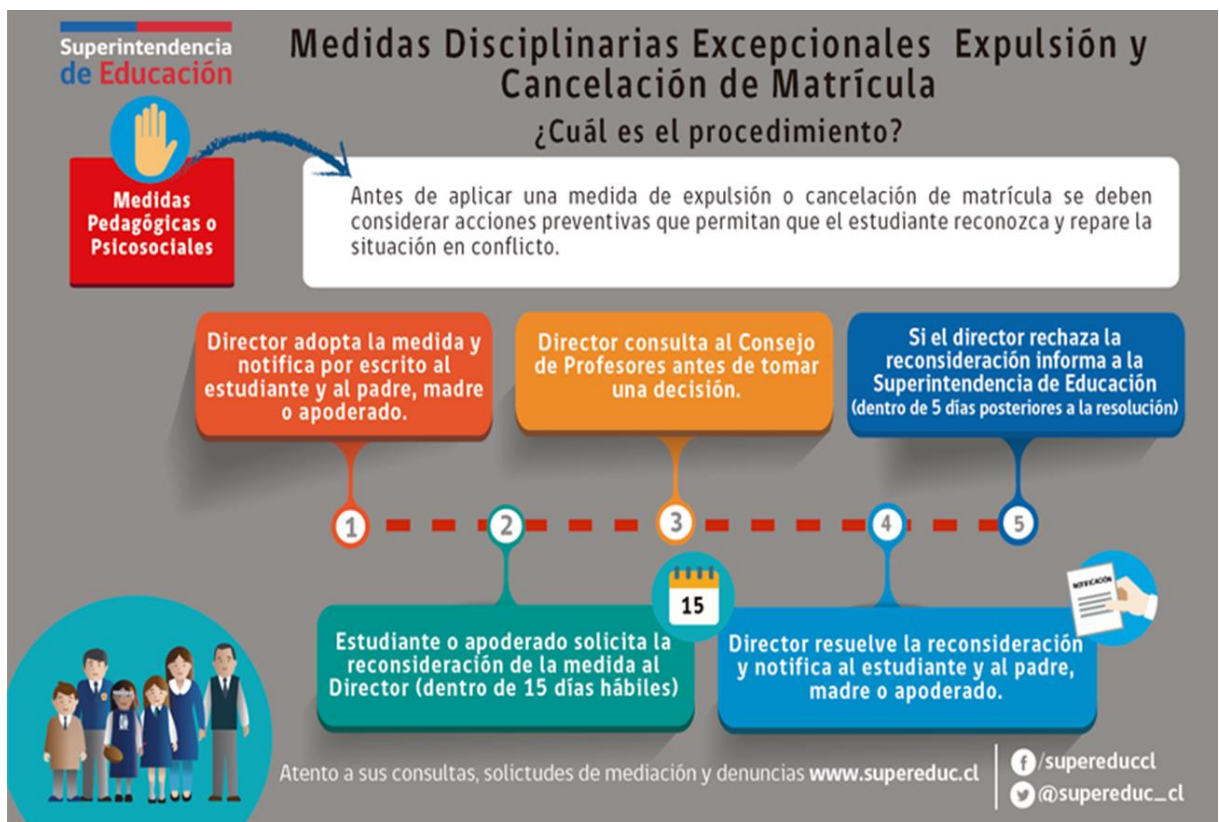 Superintendencia
de Educación
Medidas Disciplinarias Excepcionales Expulsión y
Cancelación de Matrícula
¿Cuál es el procedimiento?
Medidas
Pedagógicas o
Psicosociales
Antes de aplicar una medida de expulsión o cancelación de matrícula se deben
considerar acciones preventivas que permitan que el estudiante reconozca y repare la
situación en conflicto.
Director adopta la medida y
notifica por escrito al
estudiante y al padre, madre
o apoderado.
Director consulta al Consejo
de Profesores antes de tomar
una decisión.
Si el director rechaza la
reconsideración informa a la
Superintendencia de Educación
(dentro de 5 días posteriores a la resolución)
1
2
3
4
5
15
NOTIFICACIÓN
Estudiante o apoderado solicita la
reconsideración de la medida al
Director (dentro de 15 días hábiles)
Director resuelve la reconsideración
y notifica al estudiante y al padre,
madre o apoderado.
Atento a sus consultas, solictudes de mediación y denuncias www.supereduc.cl
f /supereduccl
@supereduc_cl